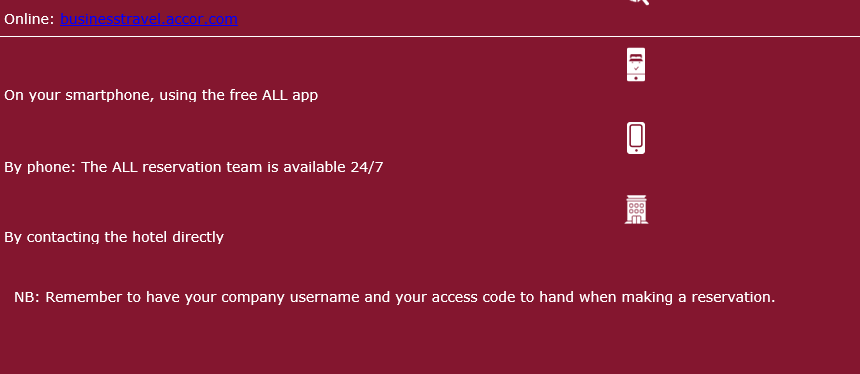 Online: businesstravel.accor.com
On your smartphone, using the free ALL app
By phone: The ALL reservation team is available 24/7
By contacting the hotel directly
NB: Remember to have your company username and your access code to hand when making a reservation.